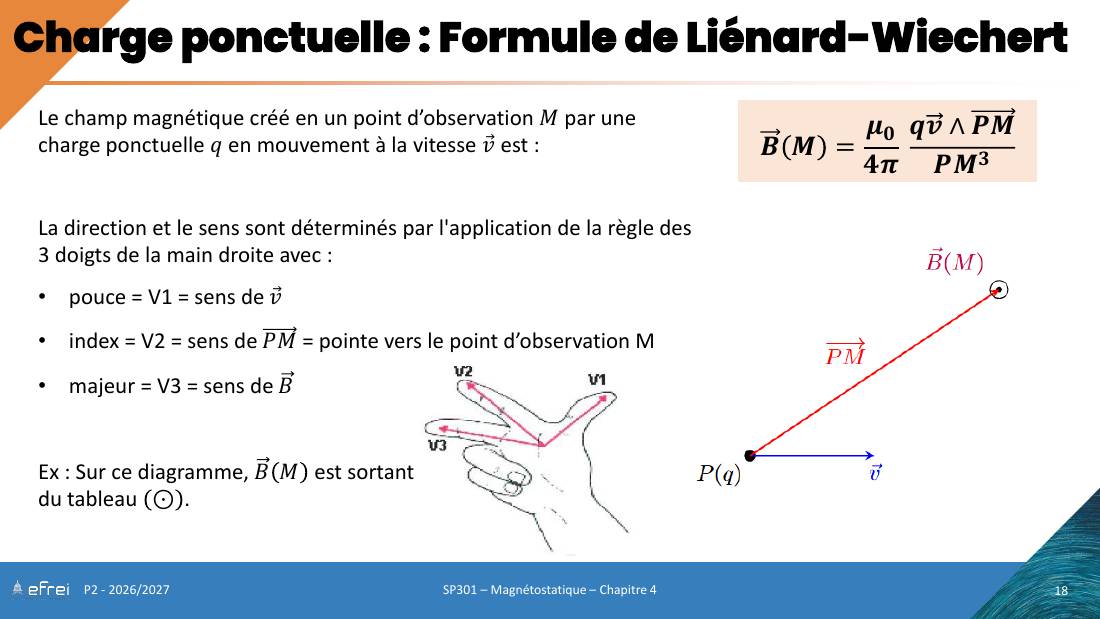 Charge ponctuelle : Formule de Liénard–Wiechert
Le champ magnétique créé en un point d’observation M par une
charge ponctuelle q en mouvement à la vesse v⃗ est :
B⃗(M) = μ₀/4π qv⃗ ∧ PM⃗/PM³
La direction et le sens sont déterminés par l'application de la règle des
3 doigts de la main droite avec :
• pouce = V1 = sens de v⃗
• index = V2 = sens de PM⃗ = pointe vers le point d’observation M
• majeur = V3 = sens de B⃗
V2
V1
V3
B⃗(M)
PM⃗
P(q)
v⃗
Ex : Sur ce diagramme, B⃗(M) est sortant
du tableau (⊙).
efrei
P2 - 2026/2027
SP301 – Magnétostatique – Chapitre 4
18